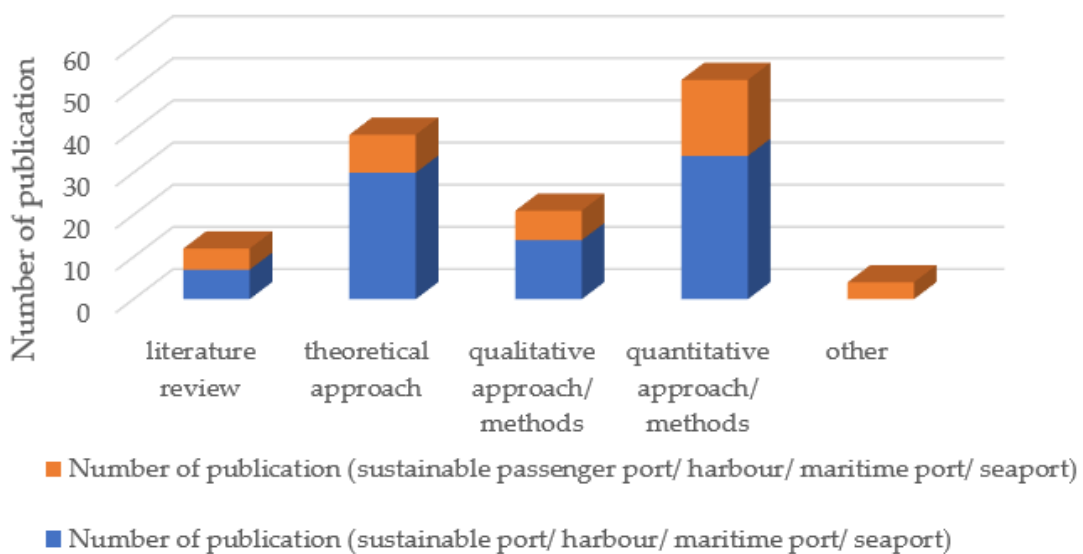 Number of publication
60
50
40
30
20
10
0
literature
review
theoretical
approach
qualitative
approach/
methods
quantitative
approach/
methods
other
Number of publication (sustainable passenger port/ harbour/ maritime port/ seaport)
Number of publication (sustainable port/ harbour/ maritime port/ seaport)